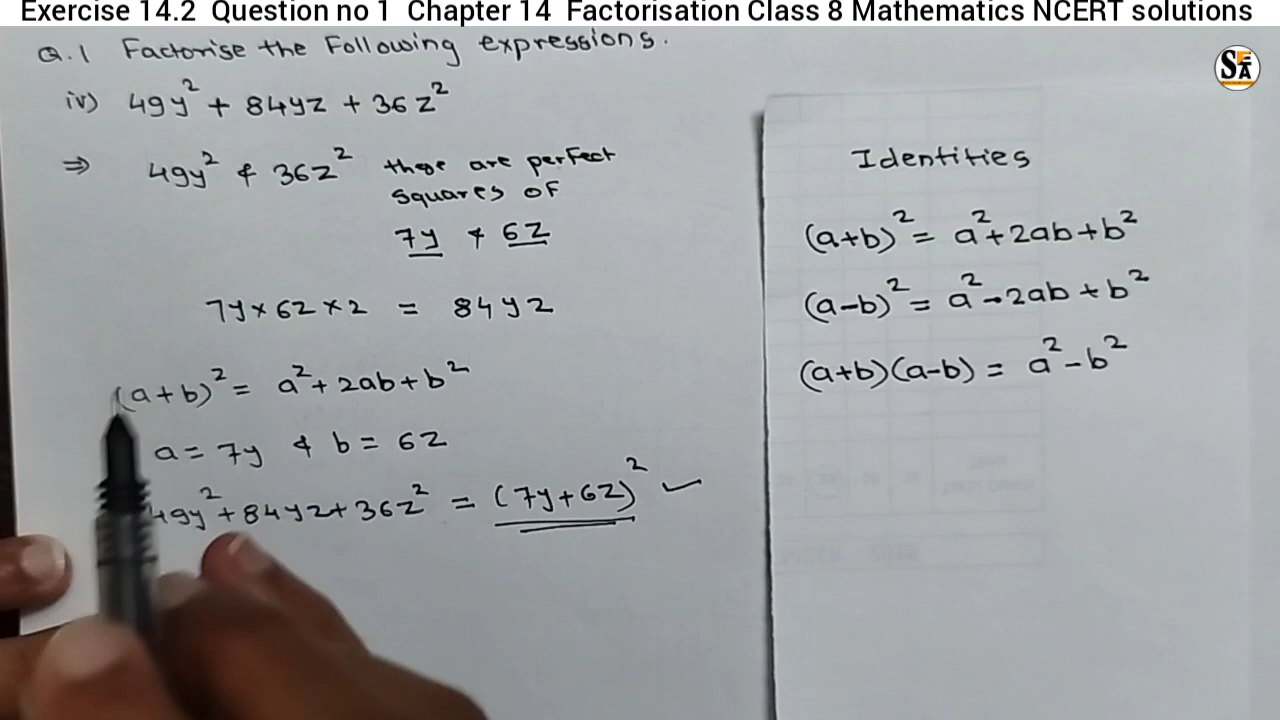 Exercise 14.2 Question no 1 Chapter 14 Factorisation Class 8 Mathematics NCERT solutions
Q.1 Factorise the Following expressions.
iv) 49y² + 84yz + 36z²
⇒ 49y² & 36z² these are perfect
squares of
7y & 6z
7y × 6z × 2 = 84yz
(a+b)² = a² + 2ab + b²
a = 7y & b = 6z
49y² + 84yz + 36z² = (7y + 6z)² ✓
Identities
(a+b)² = a² + 2ab + b²
(a-b)² = a² - 2ab + b²
(a+b)(a-b) = a² - b²
SEA